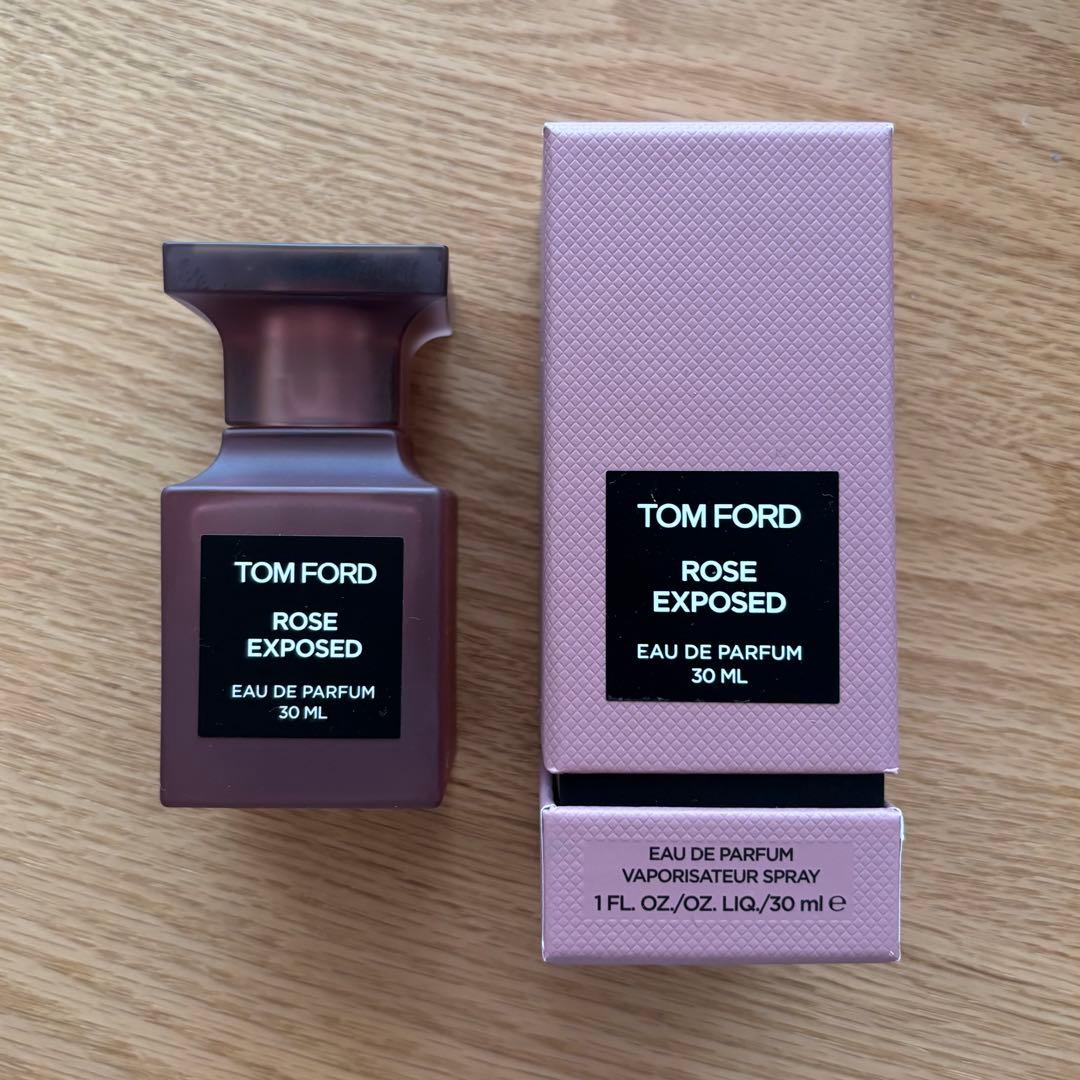 TOM FORD
ROSE
EXPOSED
EAU DE PARFUM
30 ML
TOM FORD
ROSE
EXPOSED
EAU DE PARFUM
30 ML
EAU DE PARFUM
VAPORISATEUR SPRAY
1 FL. OZ./OZ. LIQ./30 ml ℮